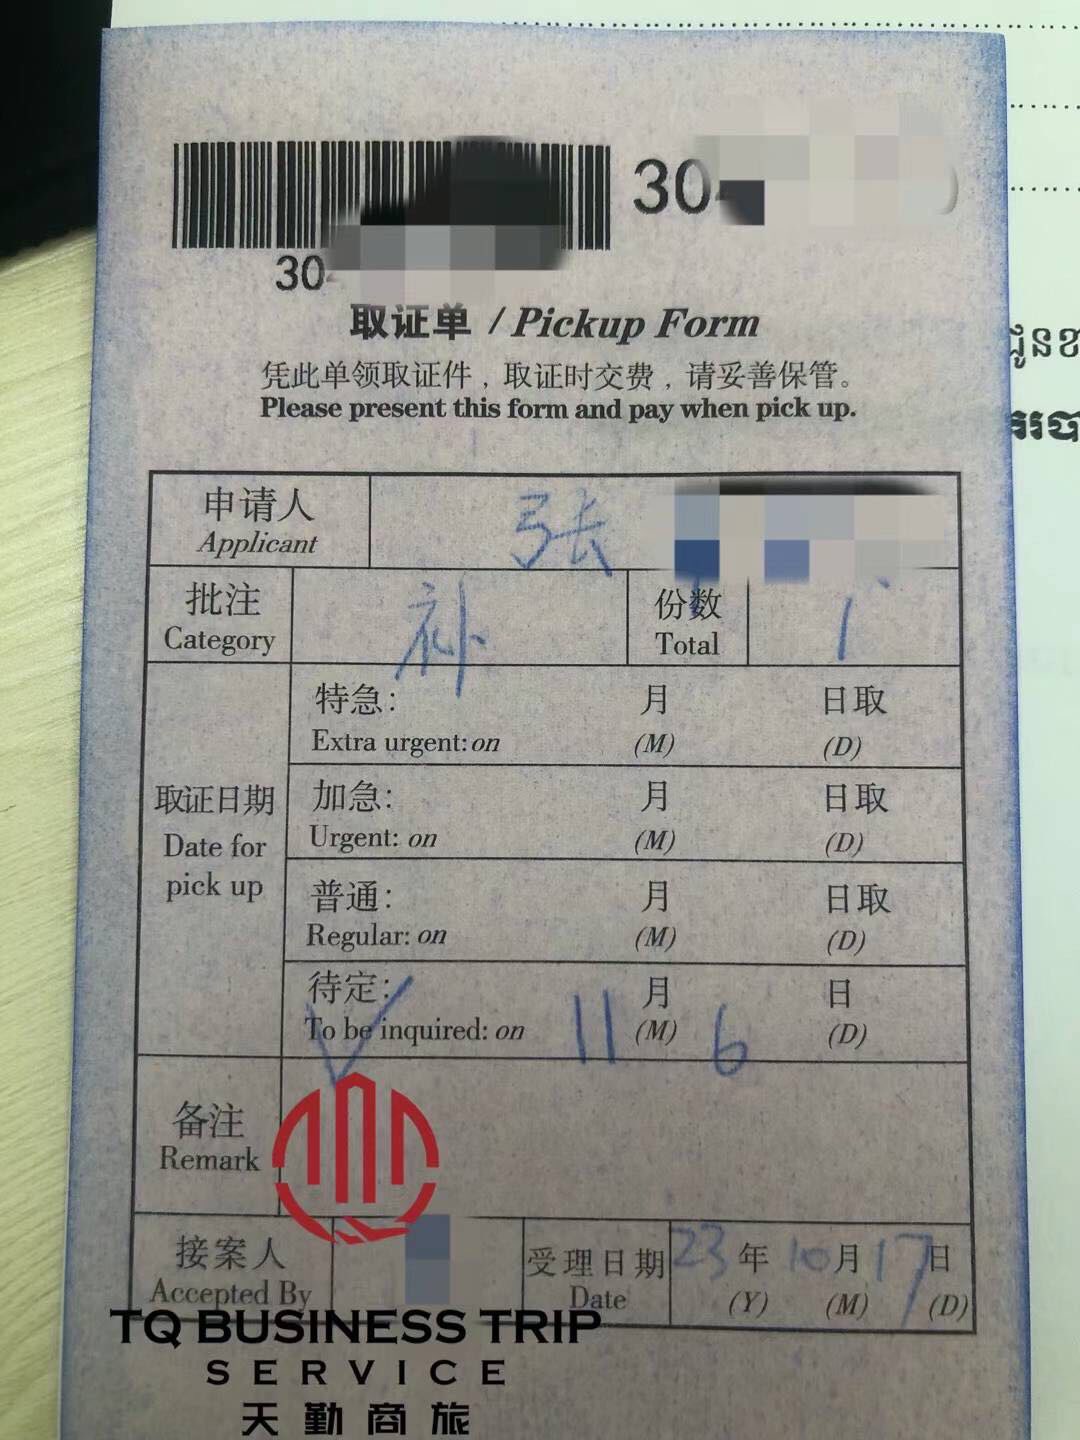 30
30
取证单 / Pickup Form
凭此单领取证件，取证时交费，请妥善保管。
Please present this form and pay when pick up.
申请人 张
Applicant
批注 补 份数 1
Category Total
特急: 月 日取
Extra urgent: on (M) (D)
取证日期
Date for
pick up
加急: 月 日取
Urgent: on (M) (D)
普通: 月 日取
Regular: on (M) (D)
待定: 11 月 6 日
To be inquired: on (M) (D)
备注
Remark
接案人 受理日期 23 年 10 月 17 日
Accepted By Date (Y) (M) (D)
TQ BUSINESS TRIP
SERVICE
天勤商旅